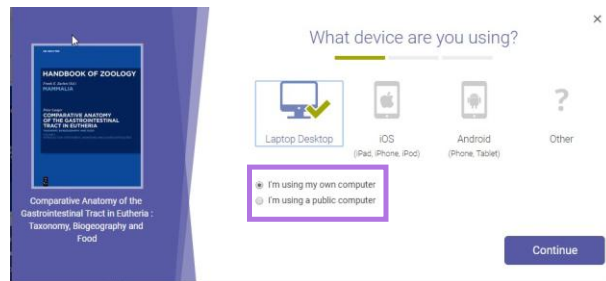 HANDBOOK OF ZOOLOGY
MAMMALIA
COMPARATIVE ANATOMY
OF THE GASTROINTESTINAL
TRACT IN EUTHERIA
Comparative Anatomy of the
Gastrointestinal Tract in Eutheria :
Taxonomy, Biogeography and
Food
What device are you using?
×
Laptop Desktop
iOS
(iPad, iPhone, iPod)
Android
(Phone, Tablet)
?
Other
I'm using my own computer
I'm using a public computer
Continue